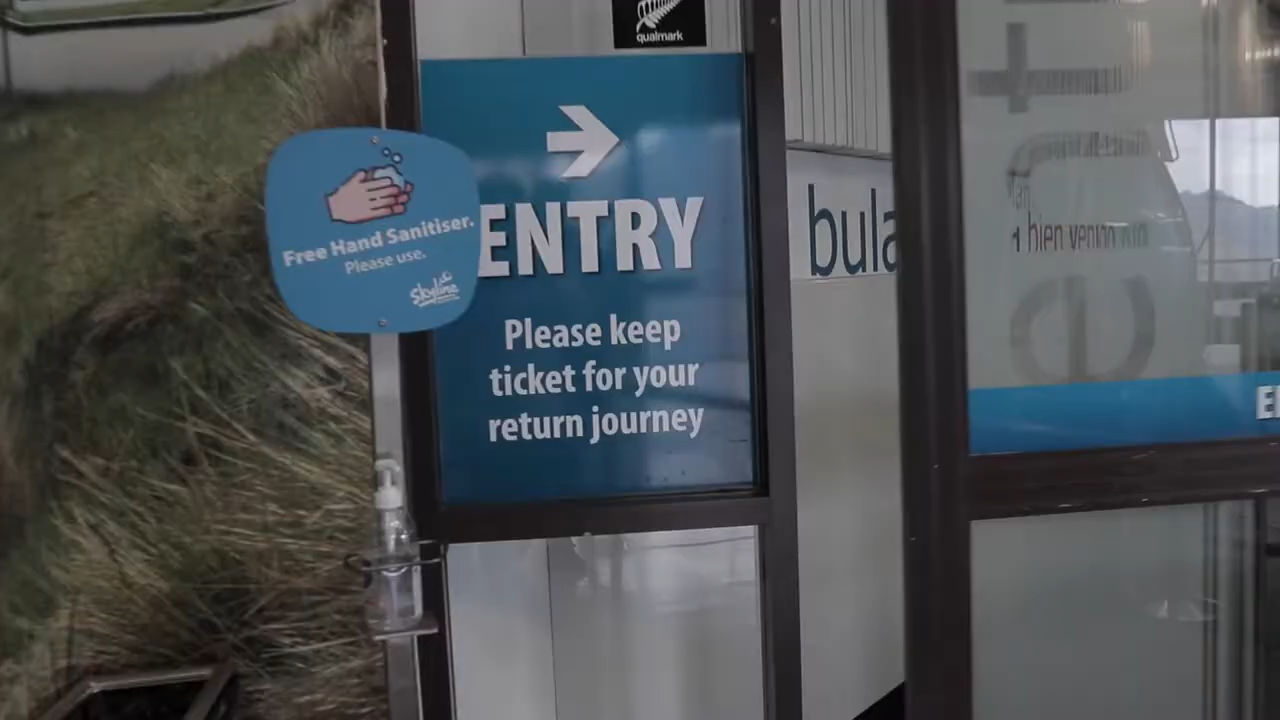 qualmark
ENTRY
Please keep
ticket for your
return journey
Free Hand Sanitiser.
Please use.
Skyline
bula